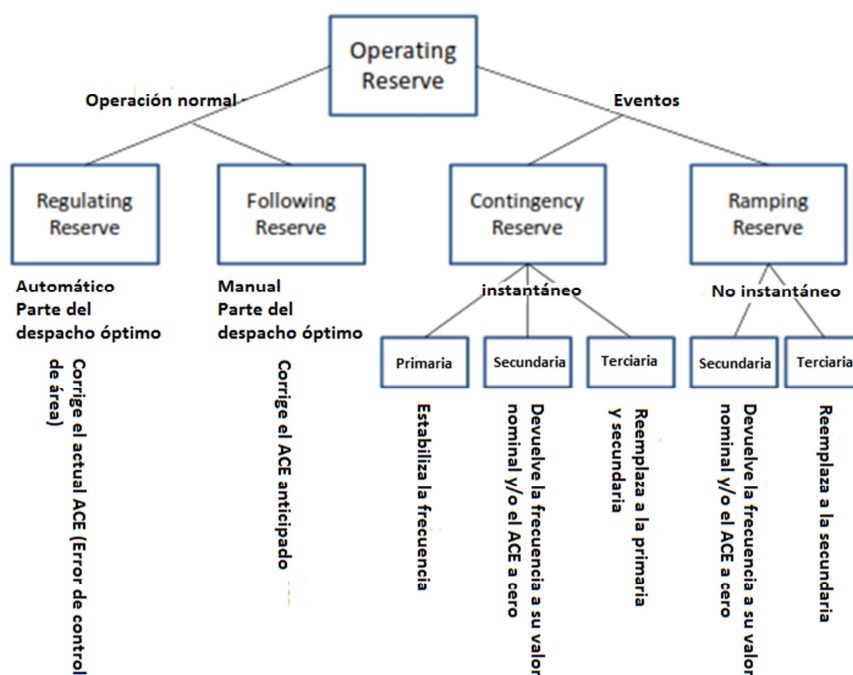 Operating
Reserve
Operación normal
Eventos
Regulating
Reserve
Following
Reserve
Contingency
Reserve
Ramping
Reserve
Automático
Parte del
despacho óptimo
Manual
Parte del
despacho óptimo
instantáneo
No instantáneo
Primaria
Secundaria
Terciaria
Secundaria
Terciaria
Corrige el actual ACE (Error de control
de área)
Corrige el ACE anticipado
Estabiliza la frecuencia
Devuelve la frecuencia a su valor
nominal y/o el ACE a cero
Reemplaza a la primaria
y secundaria
Devuelve la frecuencia a su valor
nominal y/o el ACE a cero
Reemplaza a la secundaria